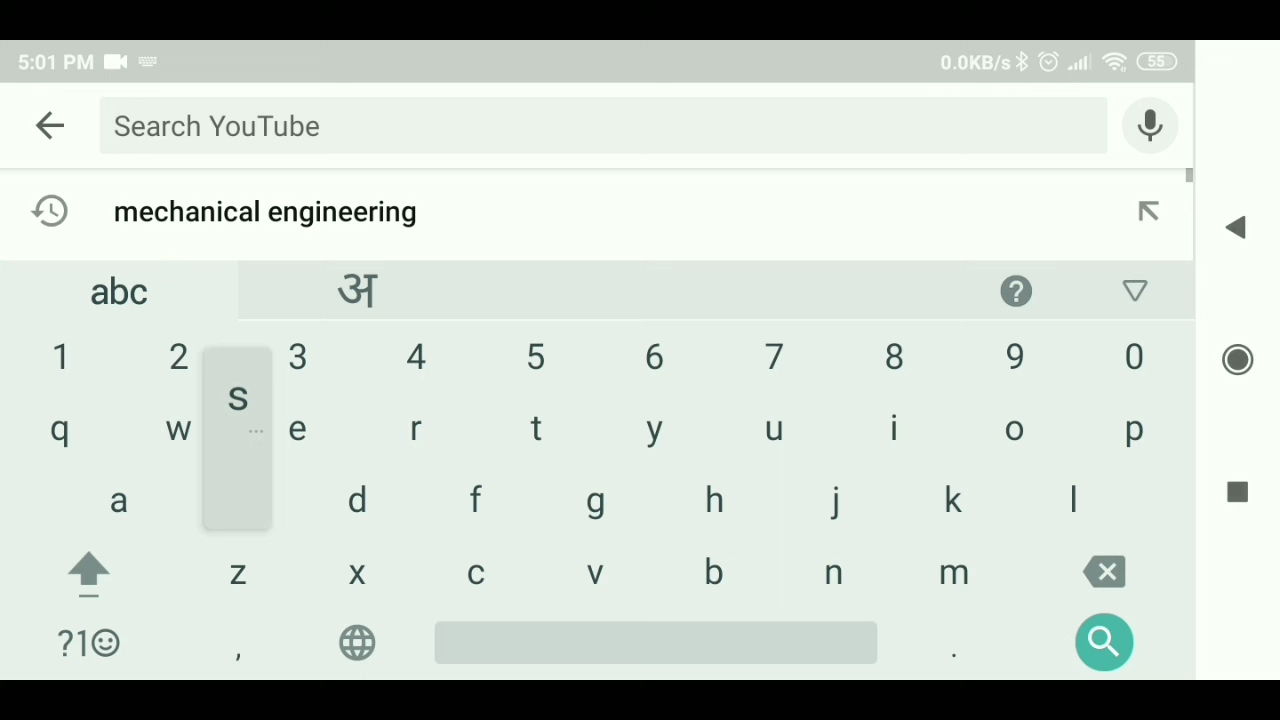 5:01 PM 0.0KB/s 55
Search YouTube
mechanical engineering
abc अ ?
1 2 3 4 5 6 7 8 9 0
s
q w e r t y u i o p
a d f g h j k l
z x c v b n m
?1☺ , .